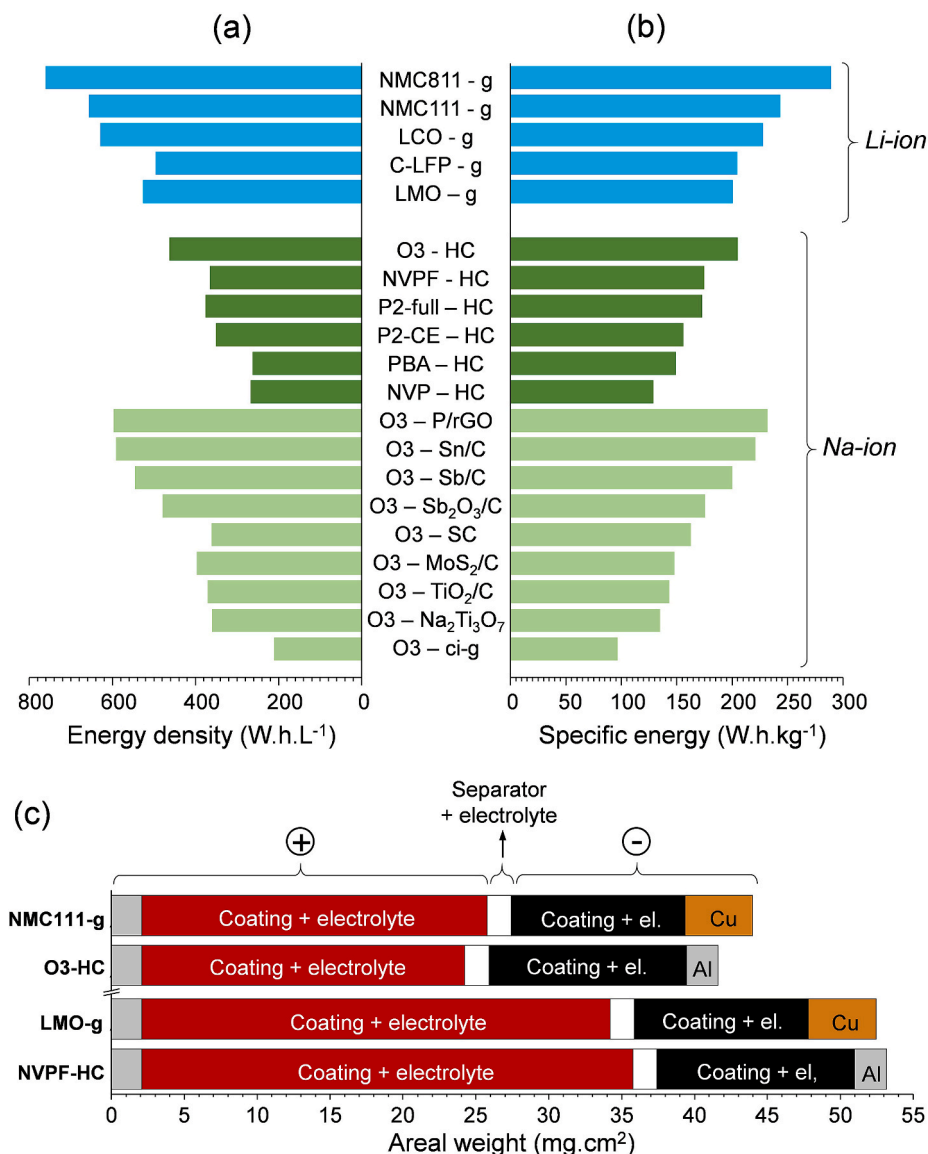 (a)
(b)
NMC811 - g
NMC111 - g
LCO - g
C-LFP - g
LMO – g
Li-ion
O3 - HC
NVPF - HC
P2-full – HC
P2-CE – HC
PBA – HC
NVP – HC
O3 – P/rGO
O3 – Sn/C
O3 – Sb/C
O3 – Sb₂O₃/C
O3 – SC
O3 – MoS₂/C
O3 – TiO₂/C
O3 – Na₂Ti₃O₇
O3 – ci-g
Na-ion
800 600 400 200 0
0 50 100 150 200 250 300
Energy density (W.h.L⁻¹)
Specific energy (W.h.kg⁻¹)
(c)
Separator
+ electrolyte
+
-
NMC111-g
Coating + electrolyte
Coating + el.
Cu
O3-HC
Coating + electrolyte
Coating + el.
Al
LMO-g
Coating + electrolyte
Coating + el.
Cu
NVPF-HC
Coating + electrolyte
Coating + el,
Al
0 5 10 15 20 25 30 35 40 45 50 55
Areal weight (mg.cm²)